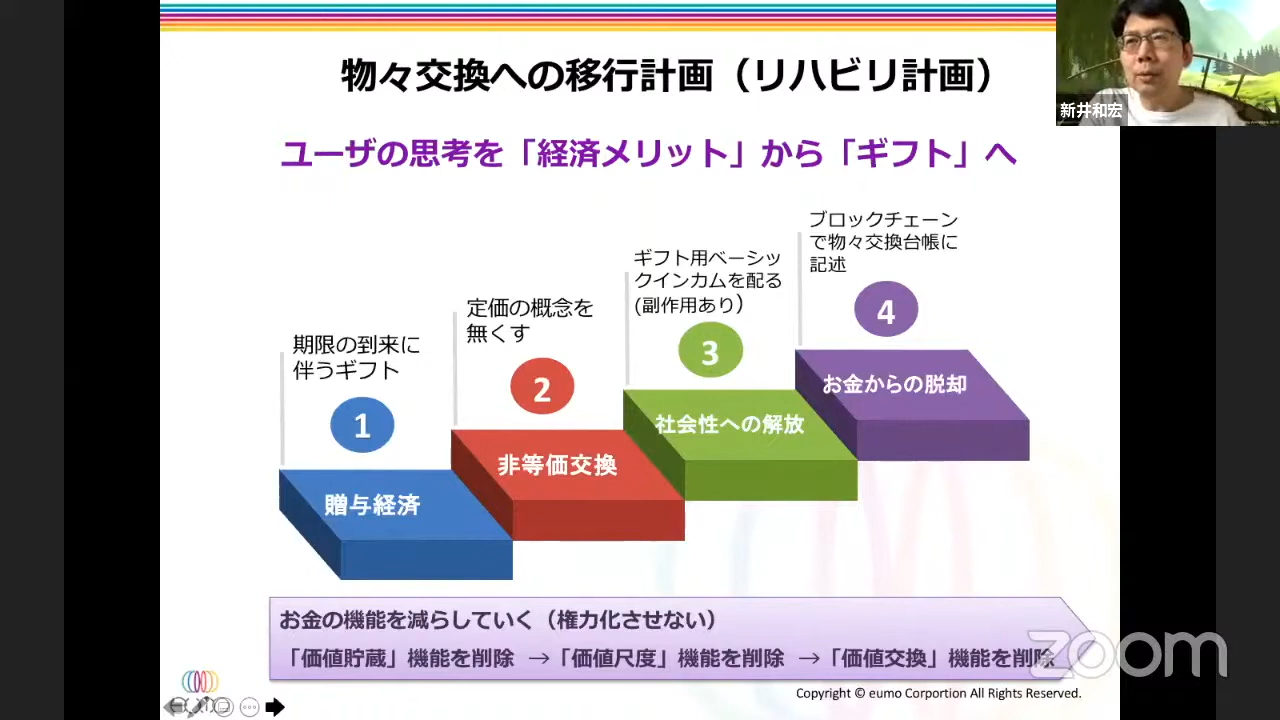 物々交換への移行計画（リハビリ計画）
新井和宏
ユーザの思考を「経済メリット」から「ギフト」へ
期限の到来に
伴うギフト
1
贈与経済
定価の概念を
無くす
2
非等価交換
ギフト用ベーシッ
クインカムを配る
(副作用あり）
3
社会性への解放
ブロックチェーン
で物々交換台帳に
記述
4
お金からの脱却
お金の機能を減らしていく（権力化させない）
「価値貯蔵」機能を削除 →「価値尺度」機能を削除 →「価値交換」機能を削除
zoom
eumo
Copyright © eumo Corportion All Rights Reserved.